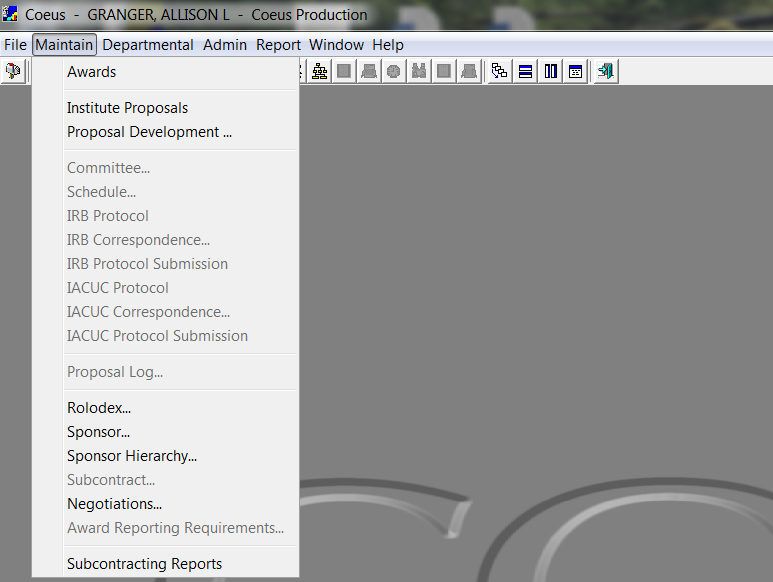 Coeus - GRANGER, ALLISON L - Coeus Production
File Maintain Departmental Admin Report Window Help
Awards
Institute Proposals
Proposal Development ...
Committee...
Schedule...
IRB Protocol
IRB Correspondence...
IRB Protocol Submission
IACUC Protocol
IACUC Correspondence...
IACUC Protocol Submission
Proposal Log...
Rolodex...
Sponsor...
Sponsor Hierarchy...
Subcontract...
Negotiations...
Award Reporting Requirements...
Subcontracting Reports